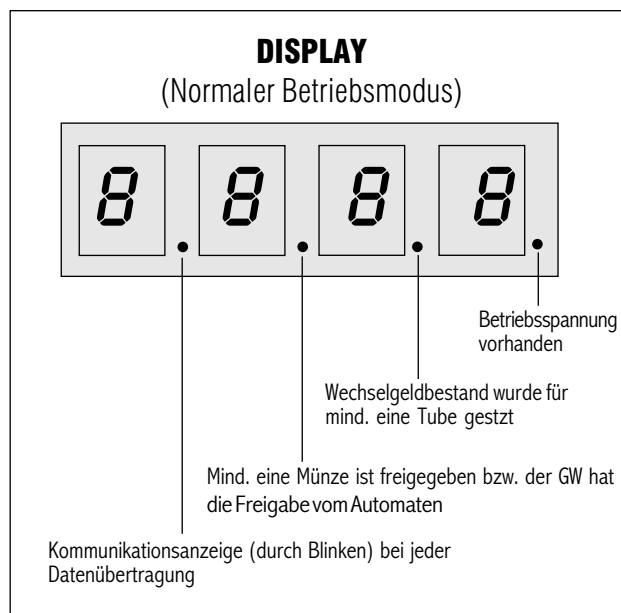 DISPLAY
(Normaler Betriebsmodus)
8. 8. 8. 8.
Betriebsspannung
vorhanden
Wechselgeldbestand wurde für
mind. eine Tube gestzt
Mind. eine Münze ist freigegeben bzw. der GW hat
die Freigabe vom Automaten
Kommunikationsanzeige (durch Blinken) bei jeder
Datenübertragung